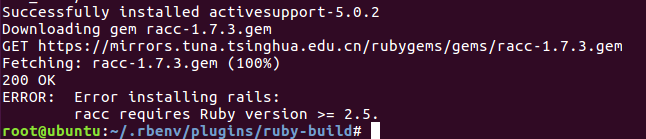 Successfully installed activesupport-5.0.2
Downloading gem racc-1.7.3.gem
GET https://mirrors.tuna.tsinghua.edu.cn/rubygems/gems/racc-1.7.3.gem
Fetching: racc-1.7.3.gem (100%)
200 OK
ERROR:  Error installing rails:
        racc requires Ruby version >= 2.5.
root@ubuntu:~/.rbenv/plugins/ruby-build#